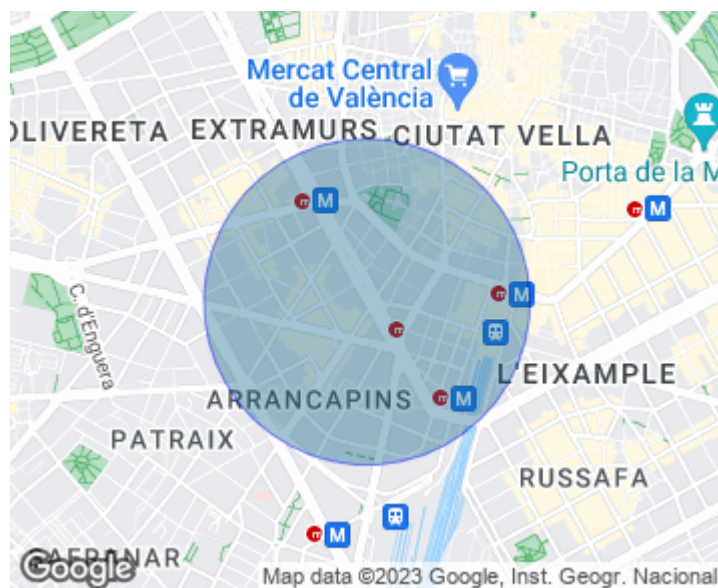 Mercat Central
de València
OLIVERETA
EXTRAMURS
CIUTAT VELLA
Porta de la M
M
M
M
C. d'Enguera
L'EIXAMPLE
ARRANCAPINS
M
PATRAIX
RUSSAFA
M
SAFRANAR
Google
Map data ©2023 Google, Inst. Geogr. Nacional